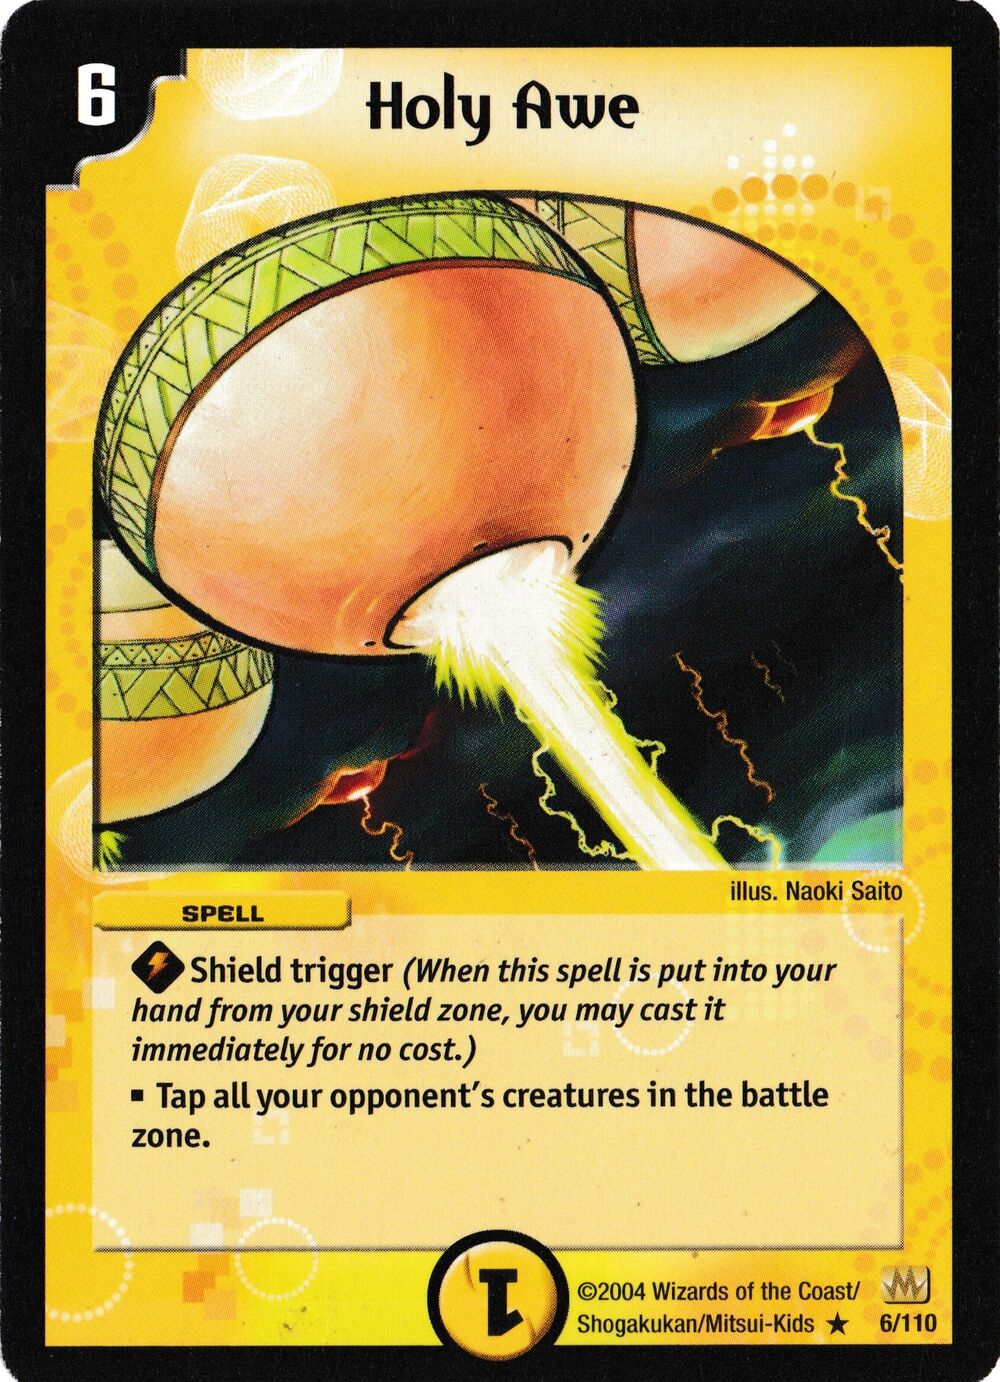 6
Holy Awe
illus. Naoki Saito
SPELL
Shield trigger (When this spell is put into your
hand from your shield zone, you may cast it
immediately for no cost.)
▪ Tap all your opponent's creatures in the battle
zone.
1
©2004 Wizards of the Coast/
Shogakukan/Mitsui-Kids ★ 6/110